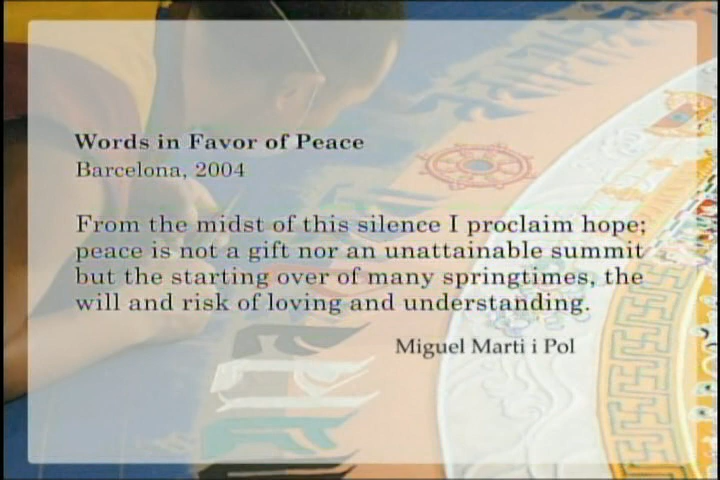 Words in Favor of Peace
Barcelona, 2004
From the midst of this silence I proclaim hope;
peace is not a gift nor an unattainable summit
but the starting over of many springtimes, the
will and risk of loving and understanding.
Miguel Marti i Pol